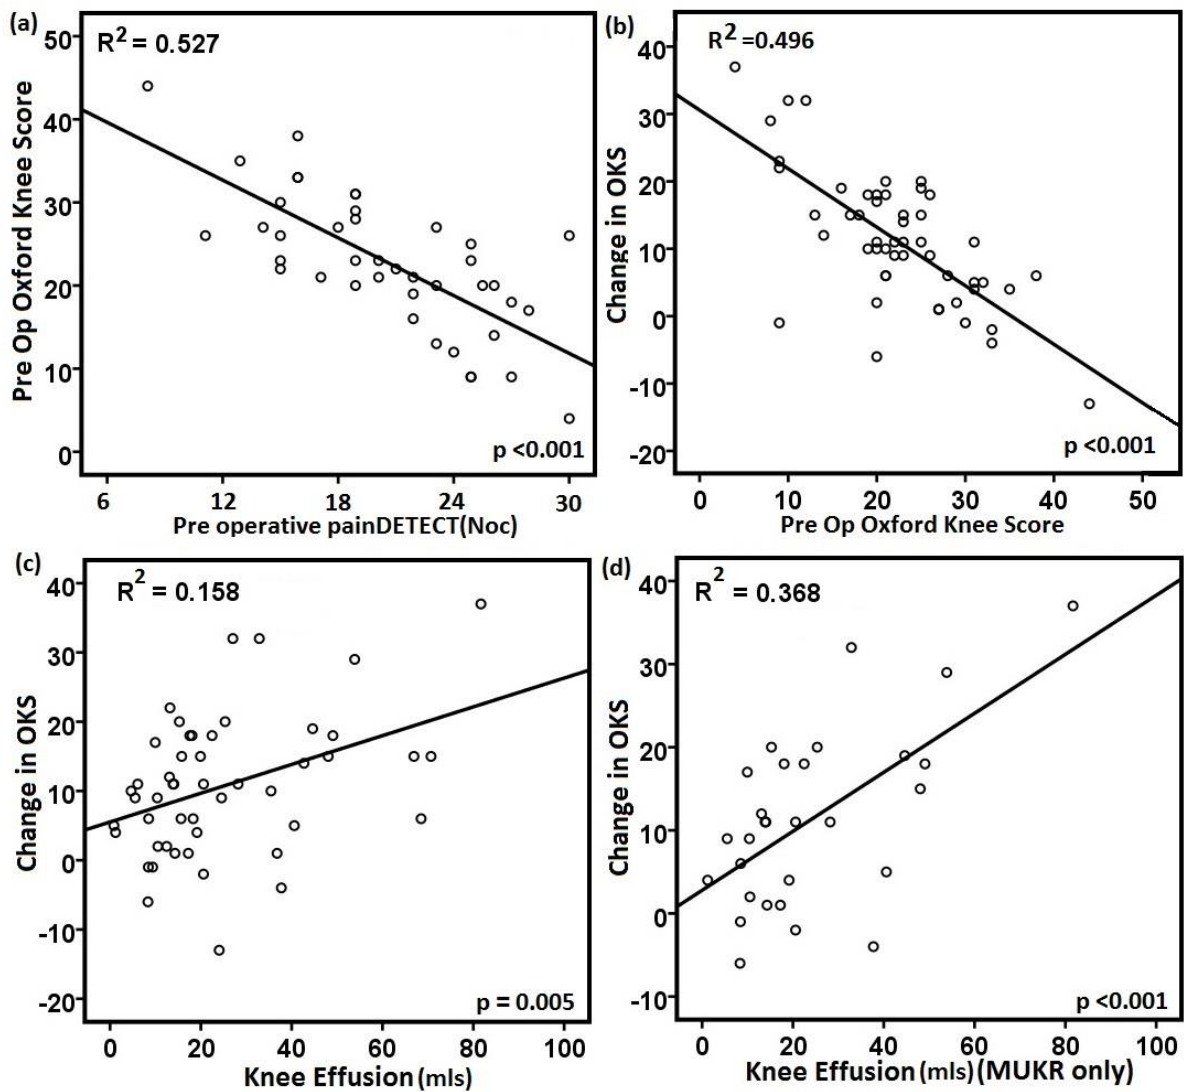 (a)
R2 = 0.527
Pre Op Oxford Knee Score
50
40
30
20
10
0
p <0.001
6 12 18 24 30
Pre operative painDETECT(Noc)
(b)
R2 =0.496
Change in OKS
40
30
20
10
0
-10
-20
p <0.001
0 10 20 30 40 50
Pre Op Oxford Knee Score
(c)
R2 = 0.158
Change in OKS
40
30
20
10
0
-10
-20
p = 0.005
0 20 40 60 80 100
Knee Effusion (mls)
(d)
R2 = 0.368
Change in OKS
40
30
20
10
0
-10
p <0.001
0 20 40 60 80 100
Knee Effusion (mls) (MUKR only)